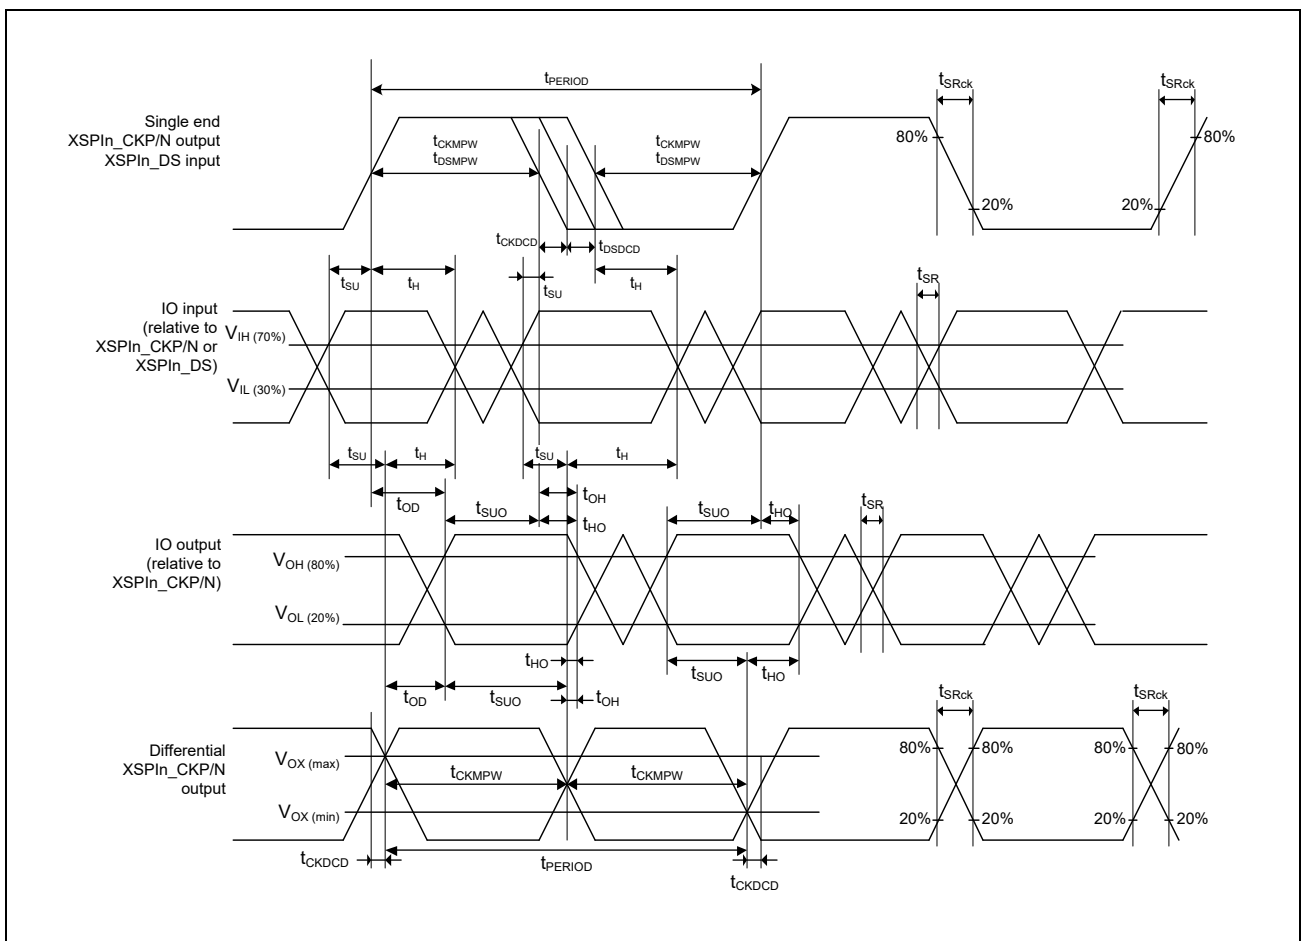 tPERIOD
tSRck
tSRck
Single end
XSPIn_CKP/N output
XSPIn_DS input
tCKMPW
tDSMPW
tCKMPW
tDSMPW
80%
80%
20%
20%
tCKDCD
tDSDCD
tSU
tH
tSU
tH
tSR
IO input
(relative to
XSPIn_CKP/N or
XSPIn_DS)
VIH (70%)
VIL (30%)
tSU
tH
tSU
tH
tOD
tSUO
tOH
tHO
tSUO
tHO
tSR
IO output
(relative to
XSPIn_CKP/N)
VOH (80%)
VOL (20%)
tHO
tSUO
tHO
tOD
tSUO
tOH
tSRck
tSRck
Differential
XSPIn_CKP/N
output
VOX (max)
VOX (min)
tCKMPW
tCKMPW
80%
80%
80%
80%
20%
20%
20%
20%
tCKDCD
tPERIOD
tCKDCD